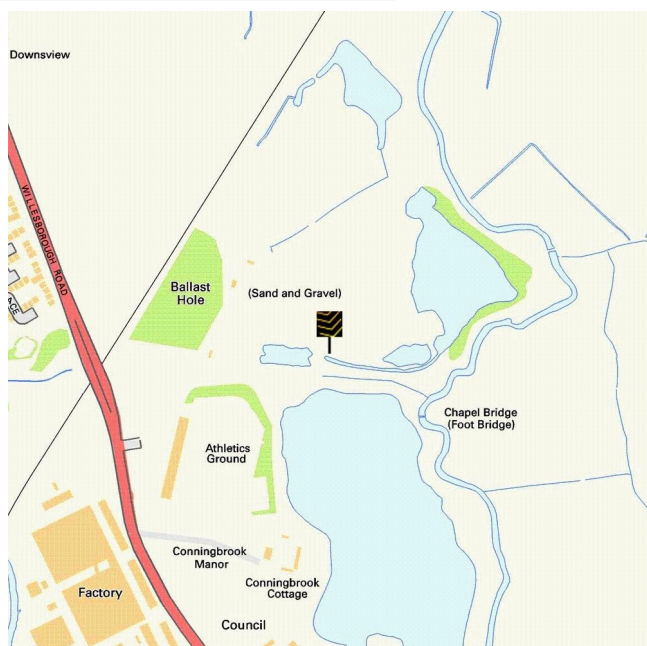 Downsview
WILLESBOROUGH ROAD
ACE
Ballast
Hole
(Sand and Gravel)
Chapel Bridge
(Foot Bridge)
Athletics
Ground
Conningbrook
Manor
Conningbrook
Cottage
Factory
Council